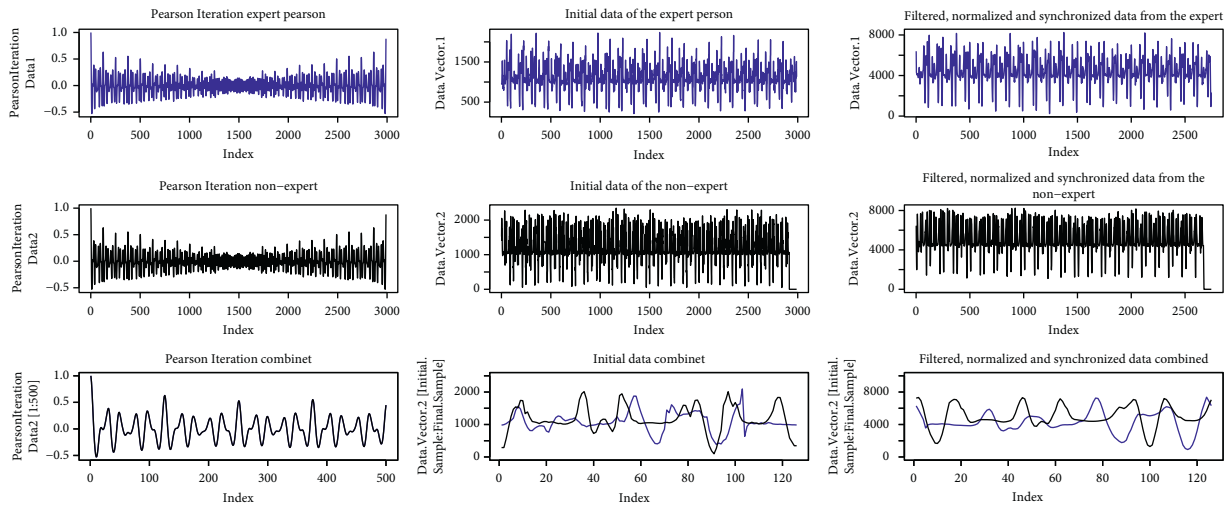 Pearson Iteration expert pearson
PearsonIteration
Data1
1.0
0.5
0.0
−0.5
0 500 1000 1500 2000 2500 3000
Index
Initial data of the expert person
Data.Vector.1
1500
500
0 500 1000 1500 2000 2500 3000
Index
Filtered, normalized and synchronized data from the expert
Data.Vector.1
8000
4000
0
0 500 1000 1500 2000 2500
Index
Pearson Iteration non−expert
PearsonIteration
Data2
1.0
0.5
0.0
−0.5
0 500 1000 1500 2000 2500 3000
Index
Initial data of the non−expert
Data.Vector.2
2000
1000
0
0 500 1000 1500 2000 2500 3000
Index
Filtered, normalized and synchronized data from the
non−expert
Data.Vector.2
8000
4000
0
0 500 1000 1500 2000 2500
Index
Pearson Iteration combinet
PearsonIteration
Data2 [1:500]
1.0
0.5
0.0
−0.5
0 100 200 300 400 500
Index
Initial data combinet
Data.Vector.2 [Initial.
Sample:Final.Sample]
2000
1000
0
0 20 40 60 80 100 120
Index
Filtered, normalized and synchronized data combined
Data.Vector.2 [Initial.
Sample:Final.Sample]
8000
4000
0
0 20 40 60 80 100 120
Index